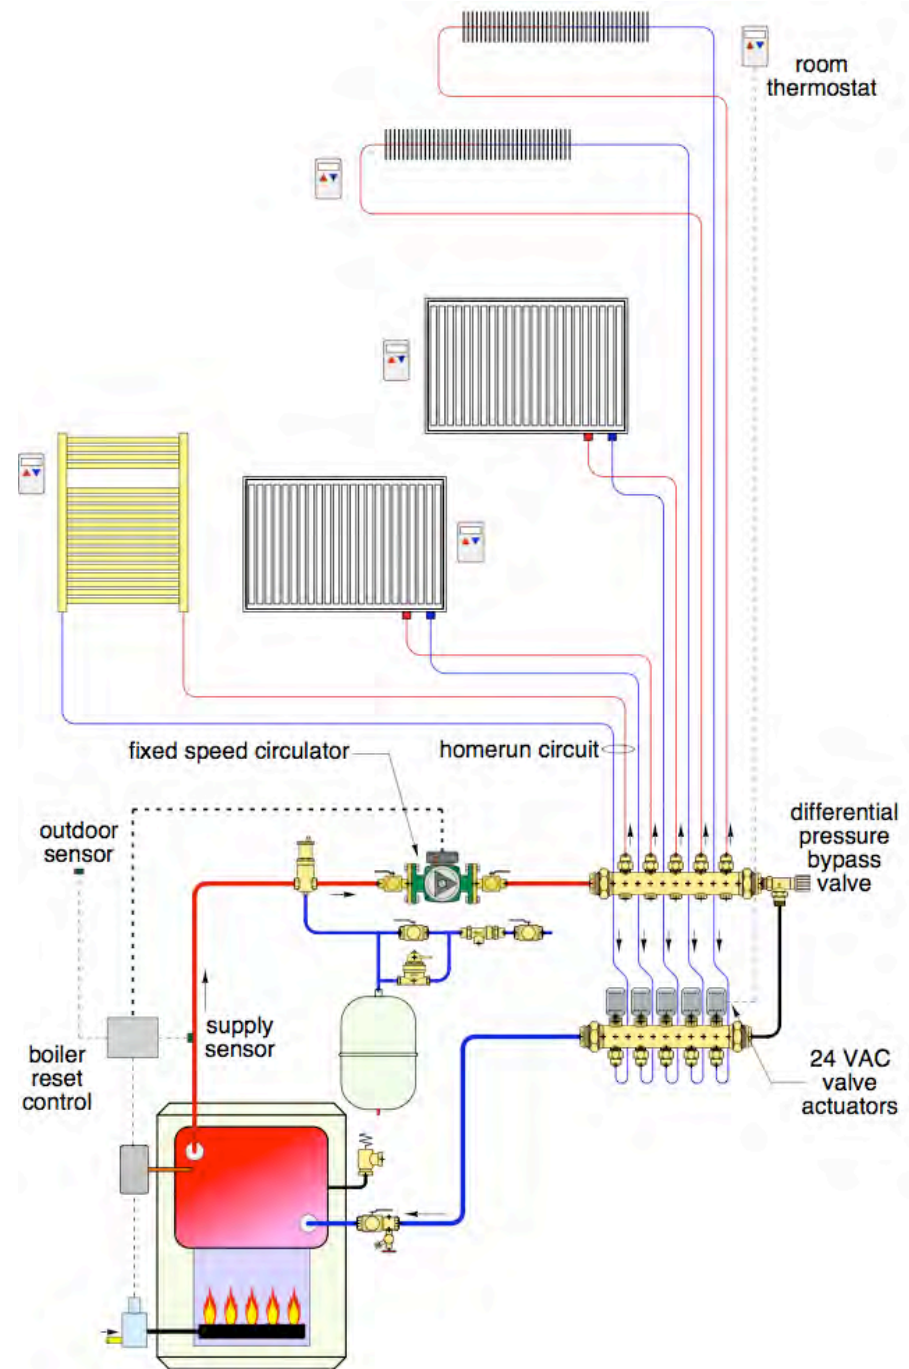 room
thermostat
fixed speed circulator
homerun circuit
outdoor
sensor
differential
pressure
bypass
valve
supply
sensor
boiler
reset
control
24 VAC
valve
actuators